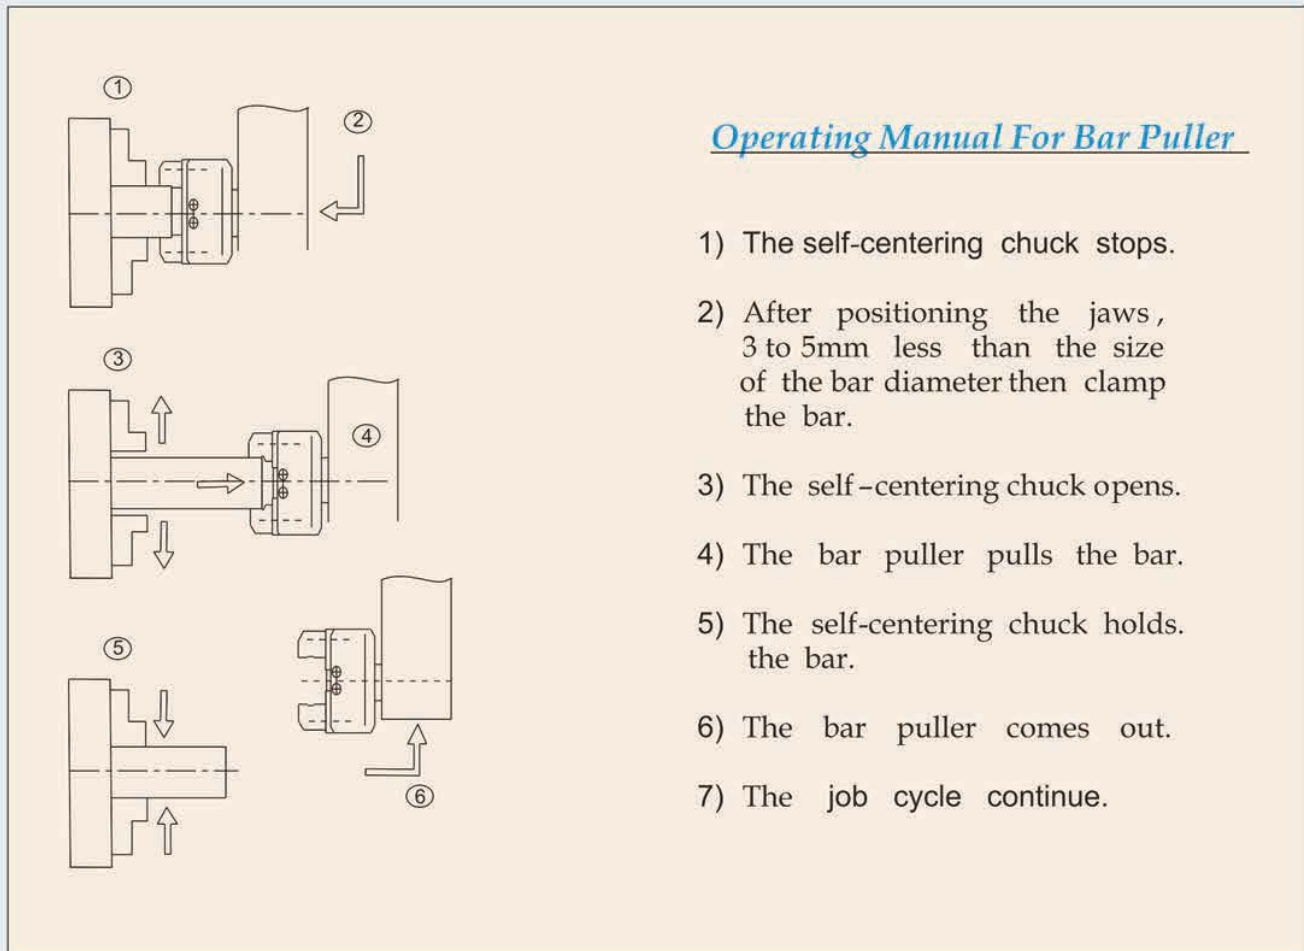 Operating Manual For Bar Puller
1) The self-centering chuck stops.
2) After positioning the jaws ,
3 to 5mm less than the size
of the bar diameter then clamp
the bar.
3) The self–centering chuck opens.
4) The bar puller pulls the bar.
5) The self-centering chuck holds.
the bar.
6) The bar puller comes out.
7) The job cycle continue.
1
2
3
4
5
6